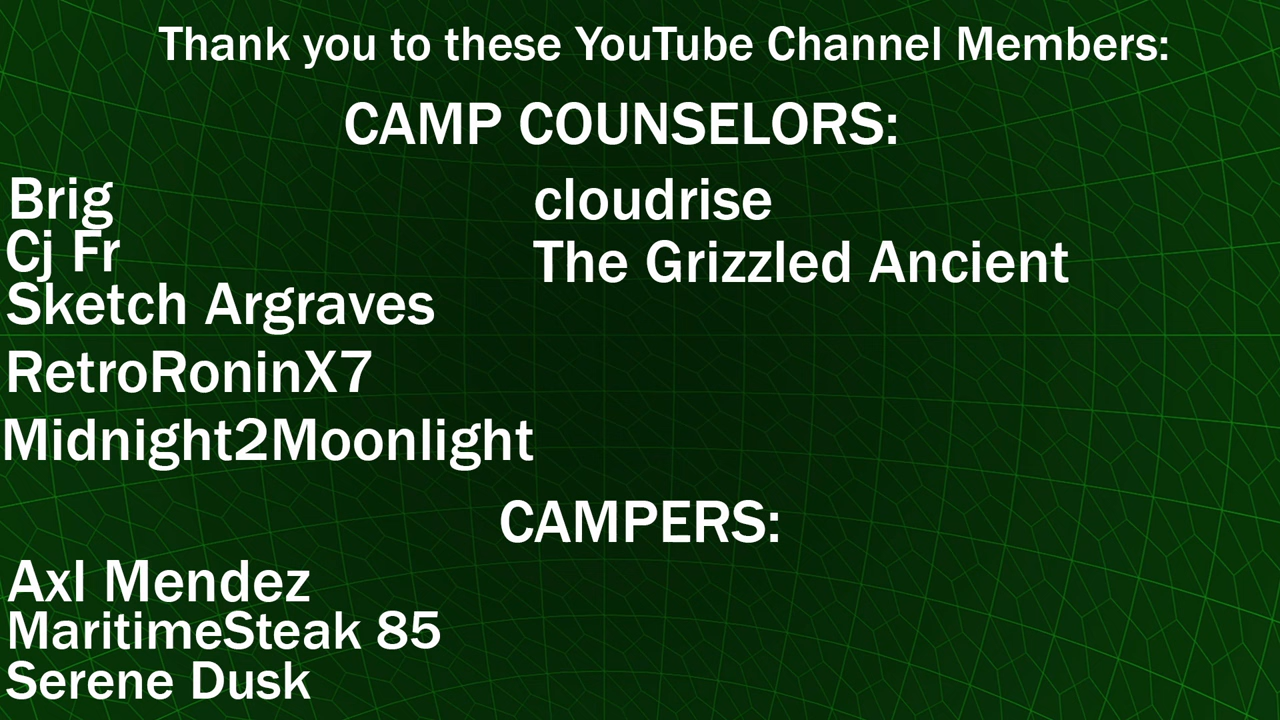 Thank you to these YouTube Channel Members:
CAMP COUNSELORS:
Brig
Cj Fr
Sketch Argraves
RetroRoninX7
Midnight2Moonlight
cloudrise
The Grizzled Ancient
CAMPERS:
Axl Mendez
MaritimeSteak 85
Serene Dusk